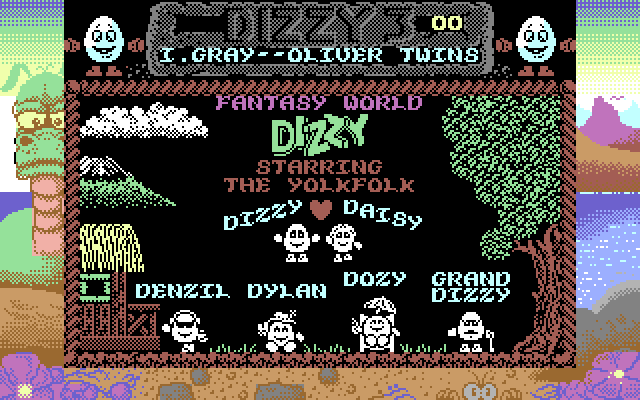 DIZZY 3 00
I.GRAY--OLIVER TWINS
FANTASY WORLD
DIZZY
STARRING
THE YOLKFOLK
DIZZY DAISY
DENZIL DYLAN DOZY GRAND
DIZZY